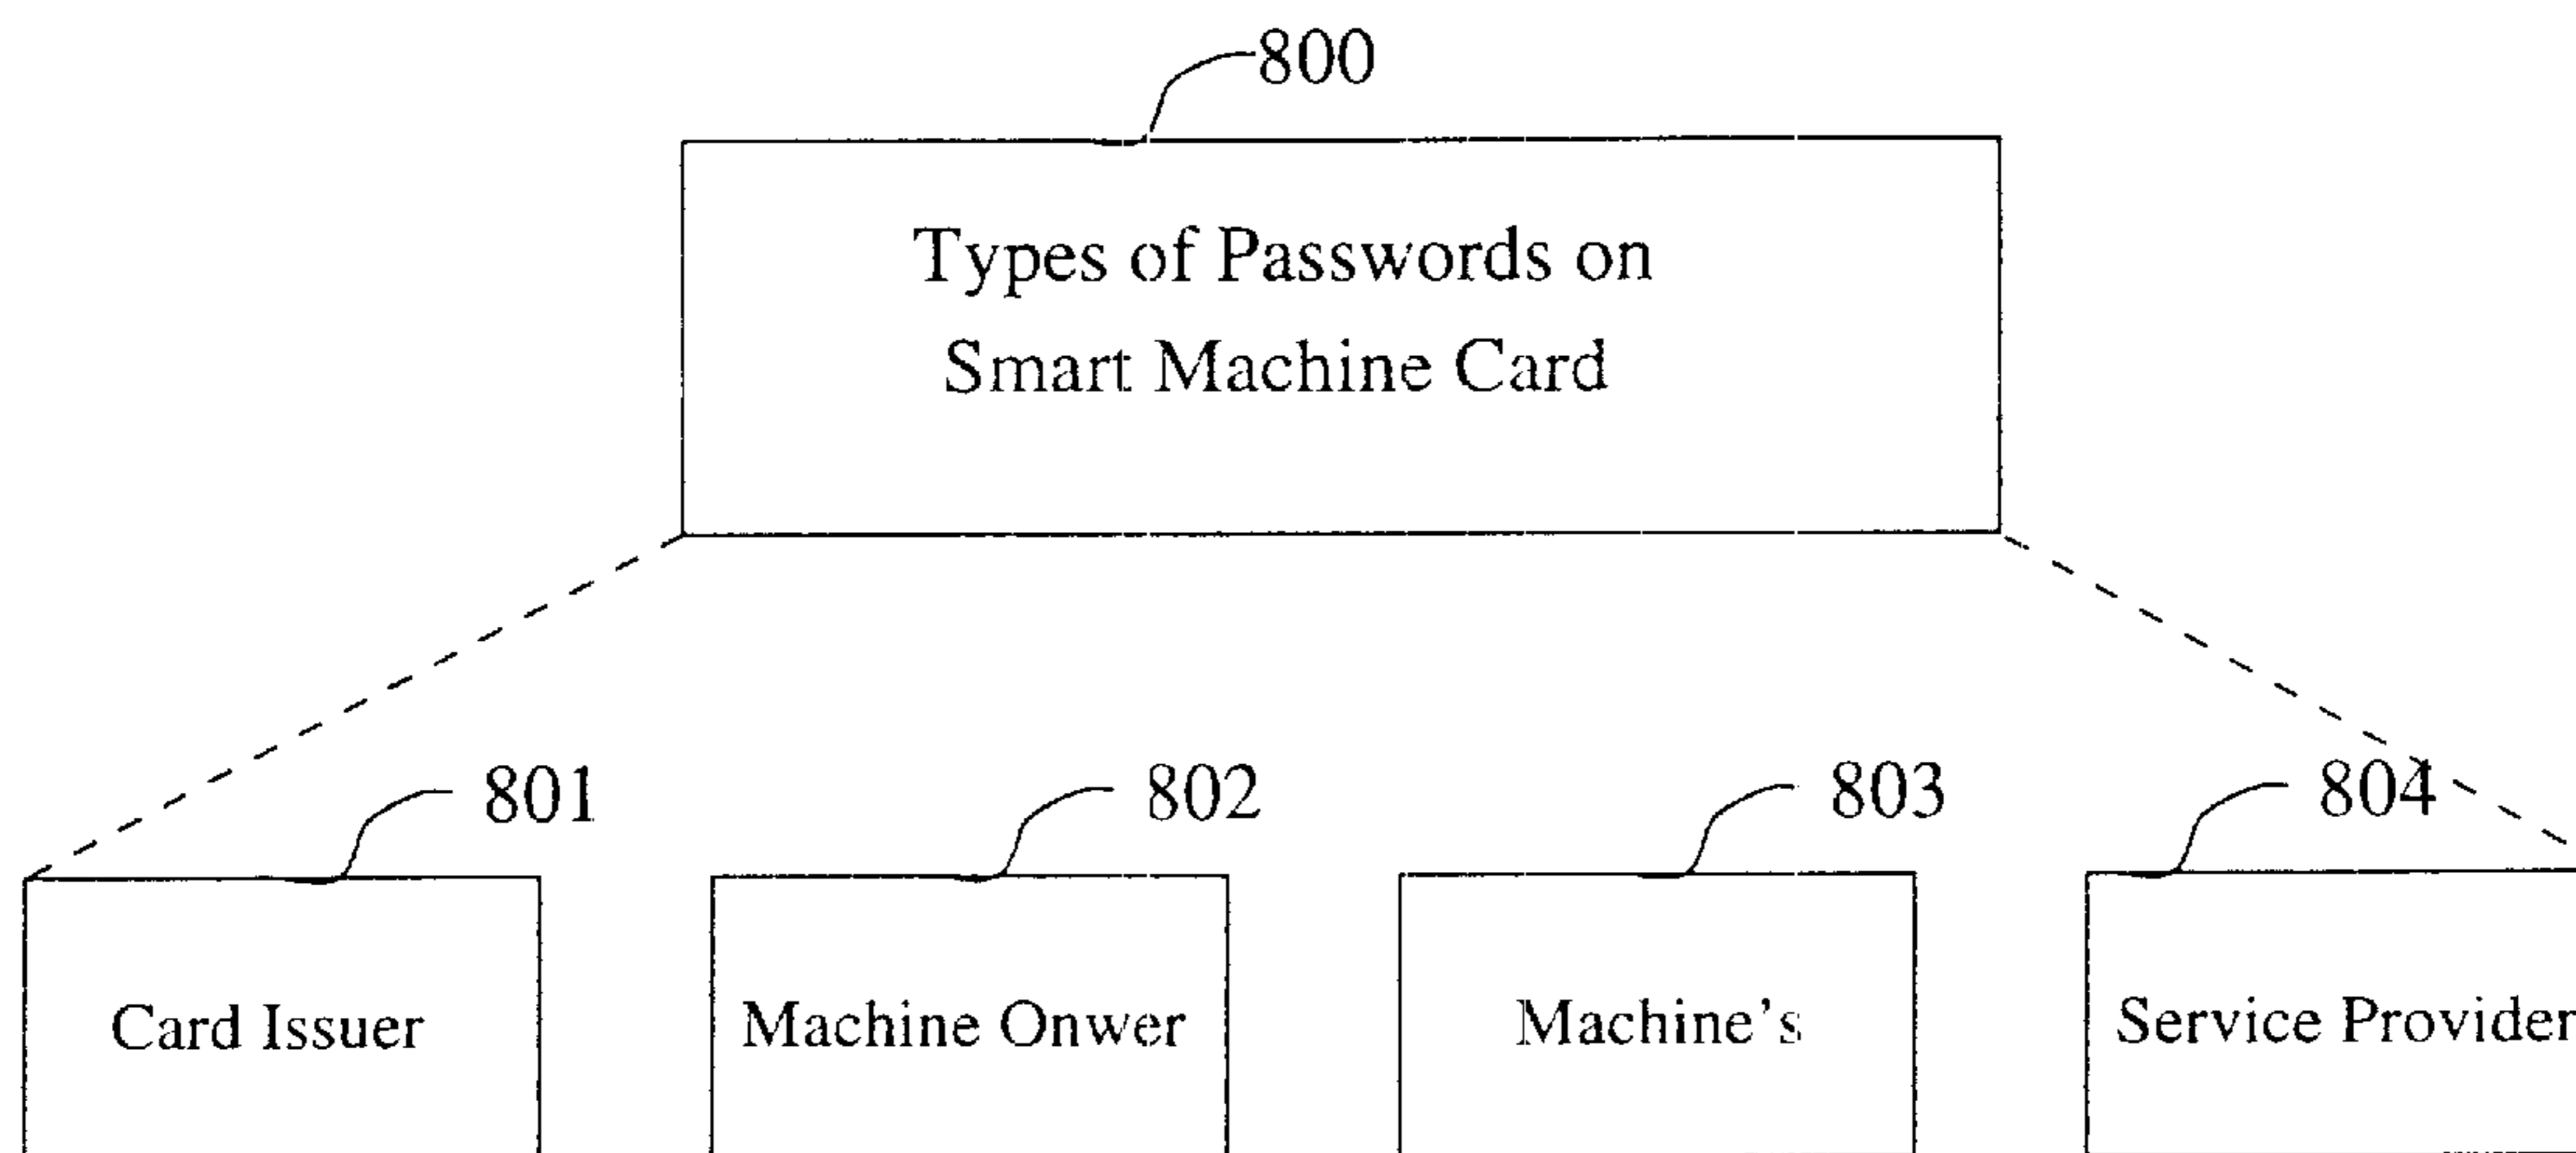 800
Types of Passwords on
Smart Machine Card
801
802
803
804
Card Issuer
Machine Onwer
Machine's
Service Provider